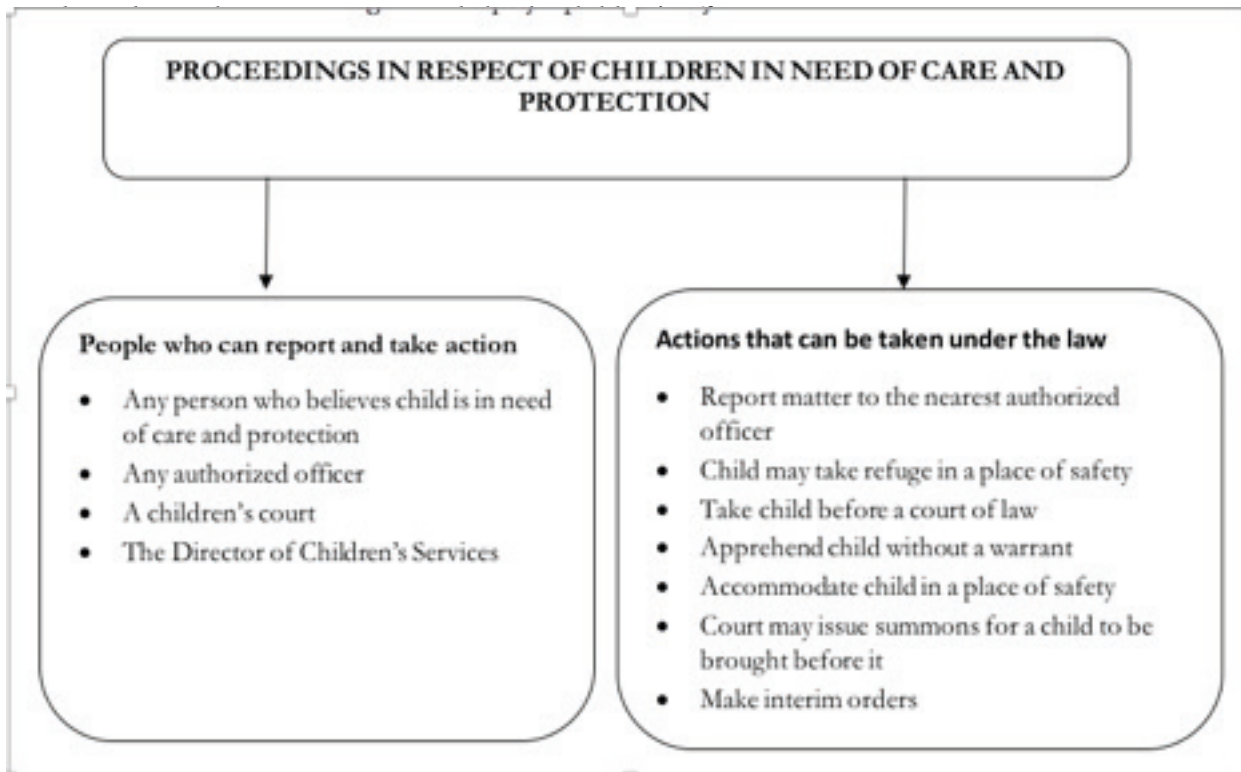 PROCEEDINGS IN RESPECT OF CHILDREN IN NEED OF CARE AND
PROTECTION
People who can report and take action
• Any person who believes child is in need
of care and protection
• Any authorized officer
• A children's court
• The Director of Children's Services
Actions that can be taken under the law
• Report matter to the nearest authorized
officer
• Child may take refuge in a place of safety
• Take child before a court of law
• Apprehend child without a warrant
• Accommodate child in a place of safety
• Court may issue summons for a child to be
brought before it
• Make interim orders